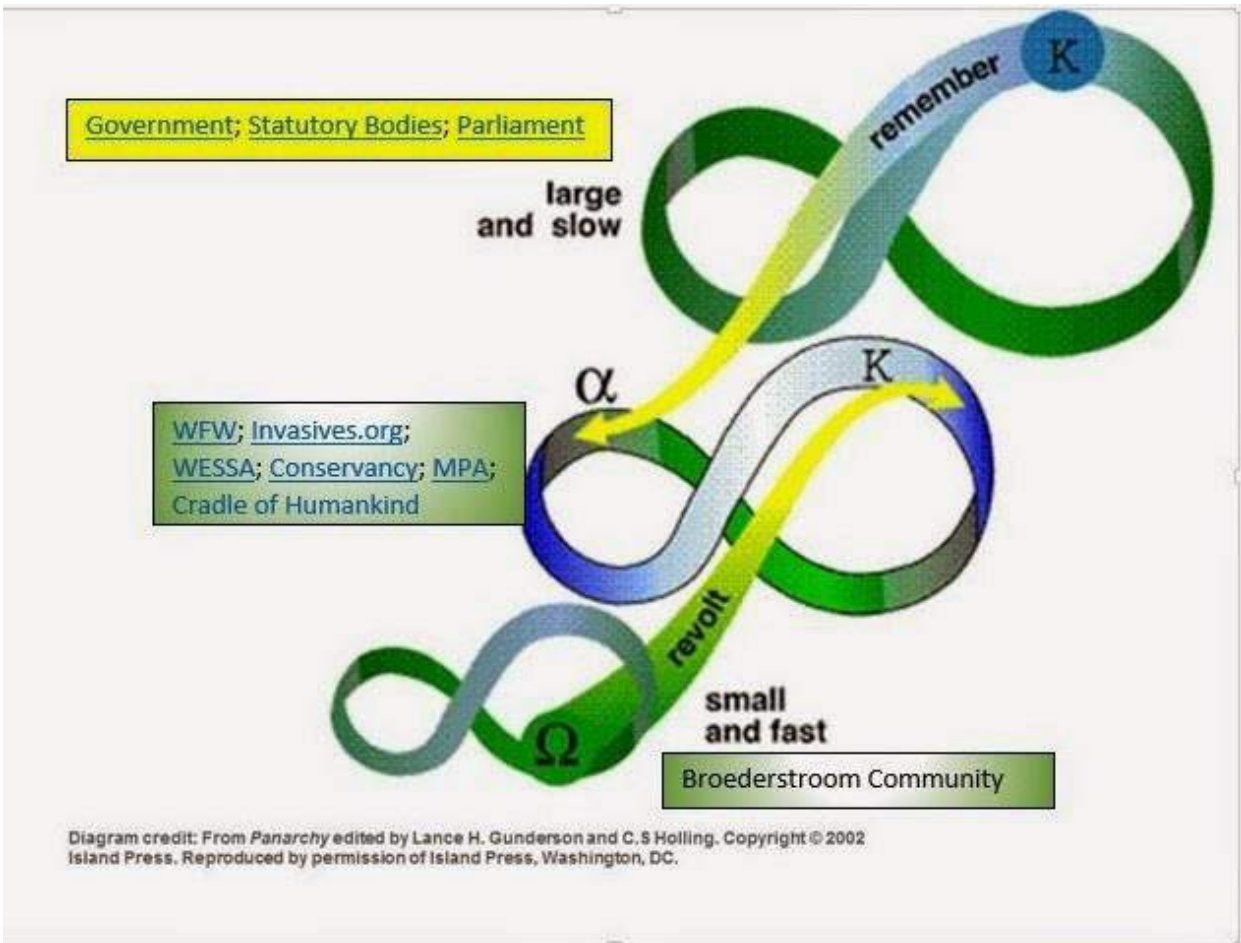 K
remember
Government; Statutory Bodies; Parliament
large
and slow
α
K
WFW; Invasives.org;
WESSA; Conservancy; MPA;
Cradle of Humankind
revolt
small
and fast
Ω
Broederstroom Community
Diagram credit: From Panarchy edited by Lance H. Gunderson and C.S Holling. Copyright © 2002
Island Press. Reproduced by permission of Island Press, Washington, DC.